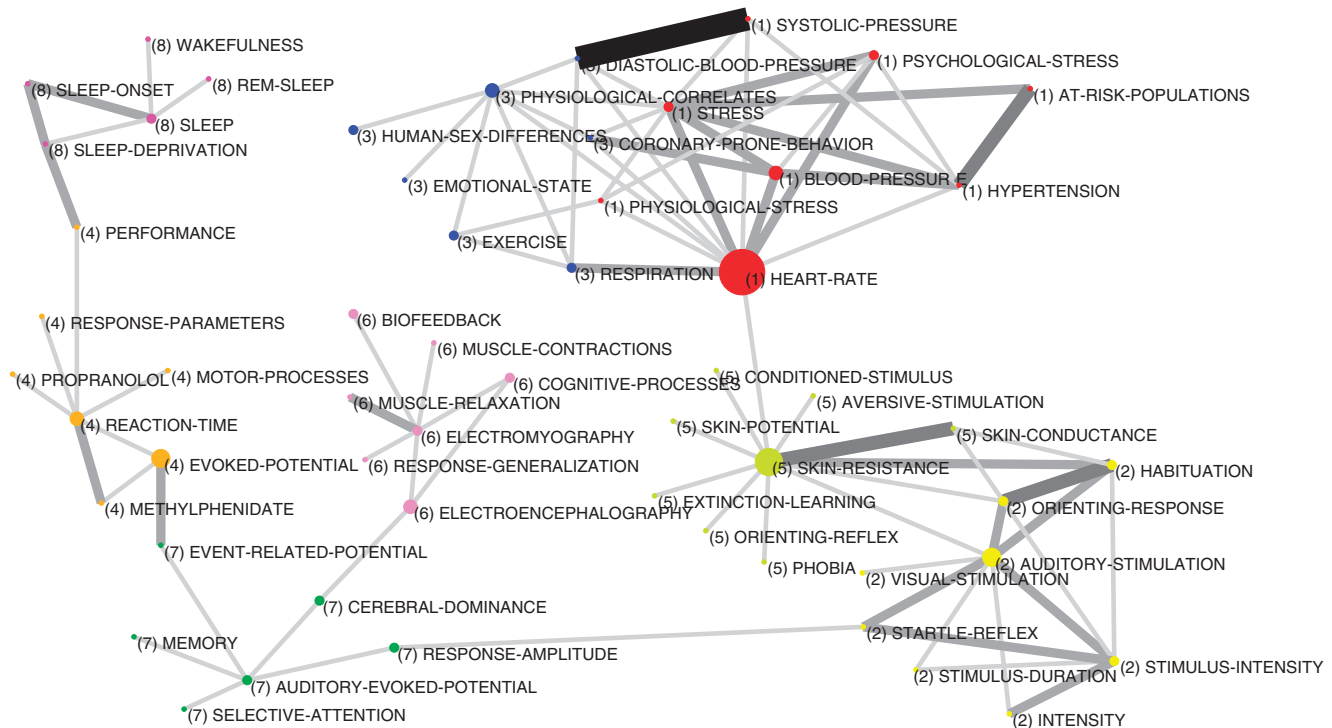 (1) SYSTOLIC-PRESSURE
(8) WAKEFULNESS
(3) DIASTOLIC-BLOOD-PRESSURE
(1) PSYCHOLOGICAL-STRESS
(8) SLEEP-ONSET
(8) REM-SLEEP
(3) PHYSIOLOGICAL-CORRELATES
(1) AT-RISK-POPULATIONS
(1) STRESS
(8) SLEEP
(3) HUMAN-SEX-DIFFERENCES
(3) CORONARY-PRONE-BEHAVIOR
(8) SLEEP-DEPRIVATION
(1) BLOOD-PRESSUR E
(3) EMOTIONAL-STATE
(1) HYPERTENSION
(1) PHYSIOLOGICAL-STRESS
(4) PERFORMANCE
(3) EXERCISE
(3) RESPIRATION
(1) HEART-RATE
(4) RESPONSE-PARAMETERS
(6) BIOFEEDBACK
(6) MUSCLE-CONTRACTIONS
(4) PROPRANOLOL
(4) MOTOR-PROCESSES
(6) COGNITIVE-PROCESSES
(5) CONDITIONED-STIMULUS
(6) MUSCLE-RELAXATION
(5) AVERSIVE-STIMULATION
(4) REACTION-TIME
(5) SKIN-POTENTIAL
(6) ELECTROMYOGRAPHY
(5) SKIN-CONDUCTANCE
(4) EVOKED-POTENTIAL
(6) RESPONSE-GENERALIZATION
(5) SKIN-RESISTANCE
(2) HABITUATION
(4) METHYLPHENIDATE
(6) ELECTROENCEPHALOGRAPHY
(5) EXTINCTION-LEARNING
(2) ORIENTING-RESPONSE
(5) ORIENTING-REFLEX
(7) EVENT-RELATED-POTENTIAL
(5) PHOBIA
(2) AUDITORY-STIMULATION
(2) VISUAL-STIMULATION
(7) CEREBRAL-DOMINANCE
(2) STARTLE-REFLEX
(7) MEMORY
(7) RESPONSE-AMPLITUDE
(2) STIMULUS-INTENSITY
(2) STIMULUS-DURATION
(7) AUDITORY-EVOKED-POTENTIAL
(7) SELECTIVE-ATTENTION
(2) INTENSITY